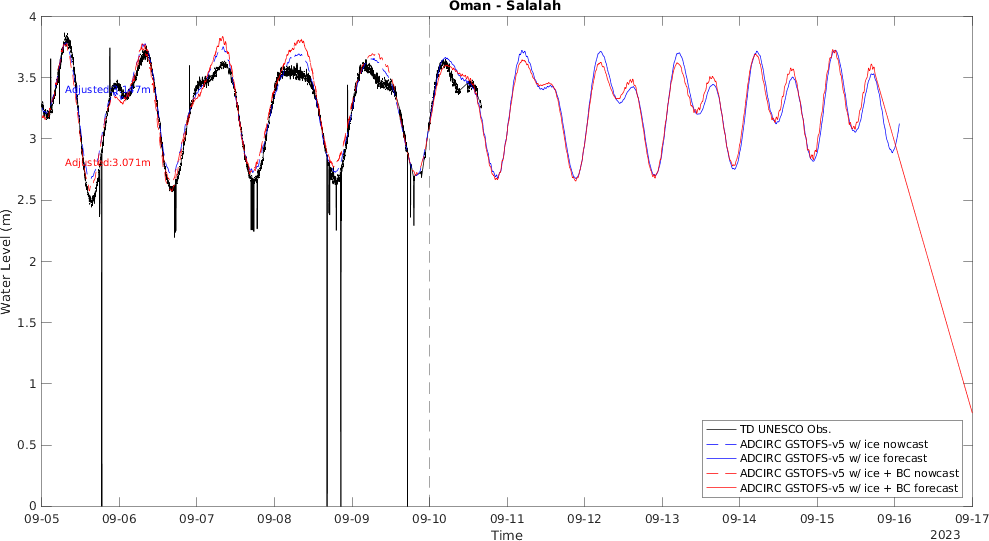 Oman - Salalah
4
3.5
3
2.5
2
1.5
1
0.5
0
Water Level (m)
Adjusted:
7m
Adjusted:3.071m
TD UNESCO Obs.
ADCIRC GSTOFS-v5 w/ ice nowcast
ADCIRC GSTOFS-v5 w/ ice forecast
ADCIRC GSTOFS-v5 w/ ice + BC nowcast
ADCIRC GSTOFS-v5 w/ ice + BC forecast
09-05 09-06 09-07 09-08 09-09 09-10 09-11 09-12 09-13 09-14 09-15 09-16 09-17
Time
2023